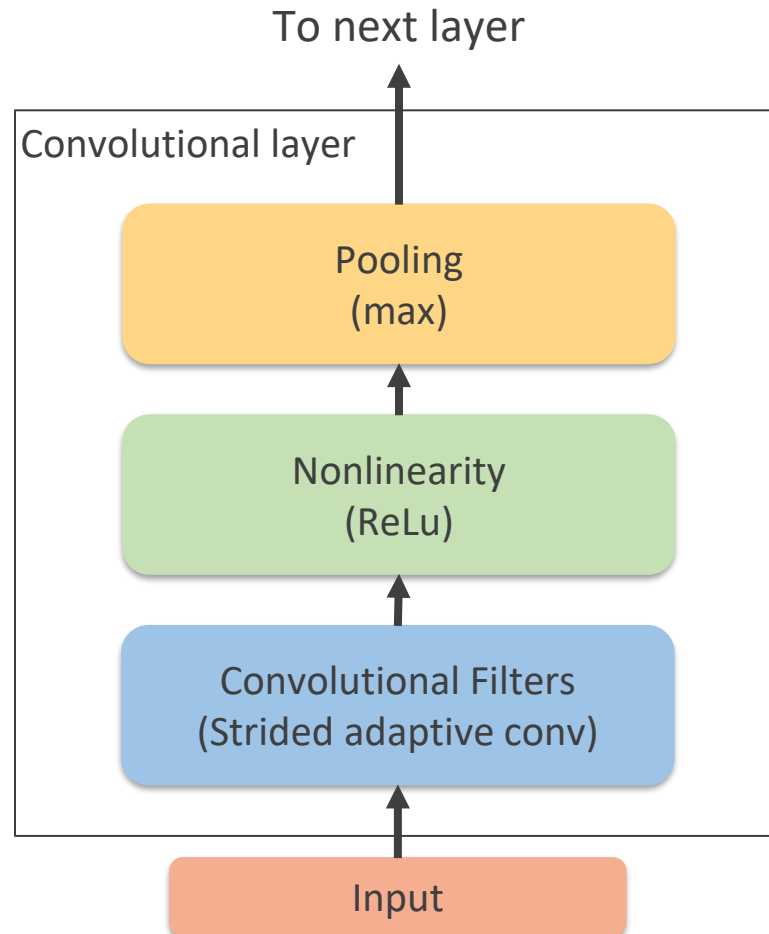 To next layer
Convolutional layer
Pooling
(max)
Nonlinearity
(ReLu)
Convolutional Filters
(Strided adaptive conv)
Input